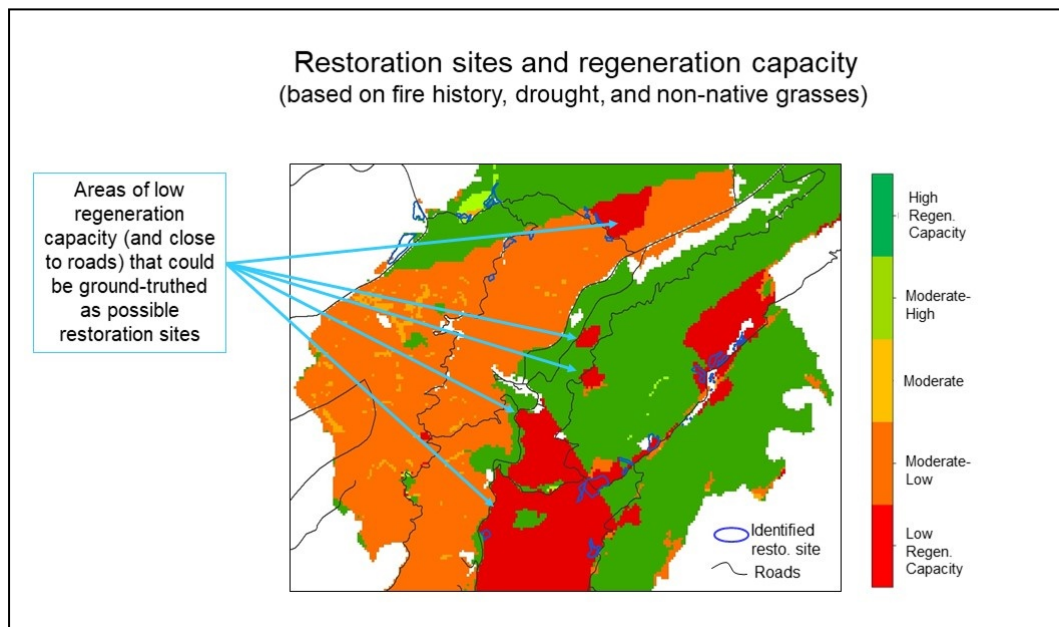 Restoration sites and regeneration capacity
(based on fire history, drought, and non-native grasses)
Areas of low
regeneration
capacity (and close
to roads) that could
be ground-truthed
as possible
restoration sites
High
Regen.
Capacity
Moderate-
High
Moderate
Moderate-
Low
Low
Regen.
Capacity
Identified
resto. site
Roads